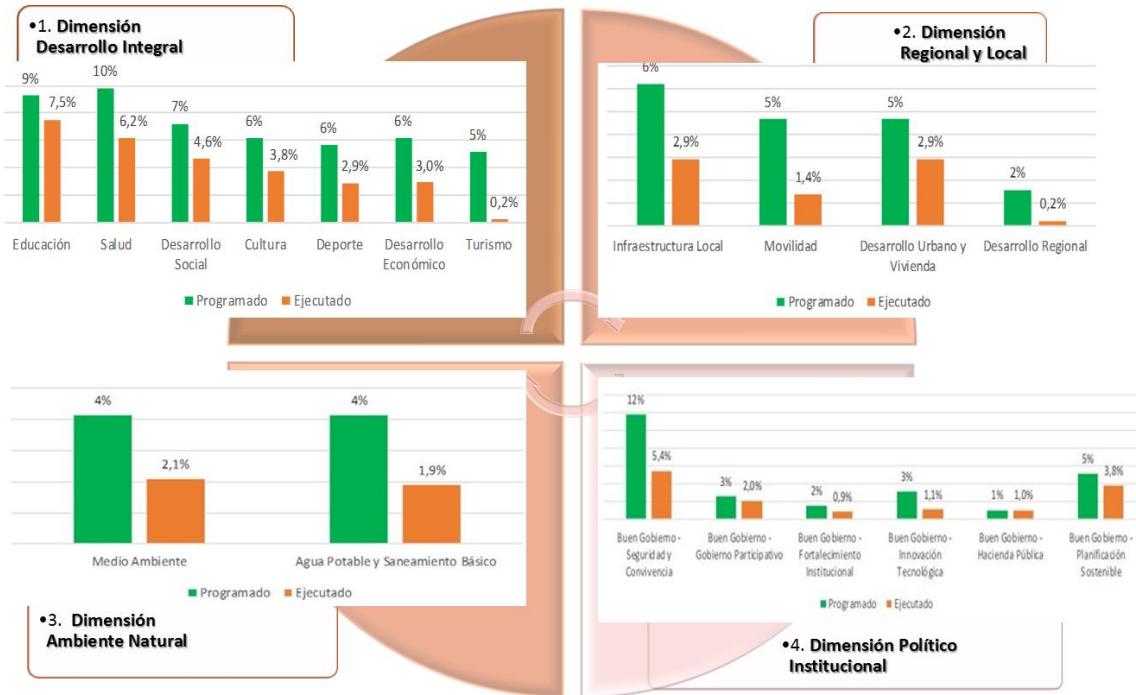 •1. Dimensión
Desarrollo Integral
9%
7,5%
10%
6,2%
7%
4,6%
6%
3,8%
6%
2,9%
6%
3,0%
5%
0,2%
Educación
Salud
Desarrollo
Social
Cultura
Deporte
Desarrollo
Económico
Turismo
Programado
Ejecutado
•2. Dimensión
Regional y Local
6%
2,9%
5%
1,4%
5%
2,9%
2%
0,2%
Infraestructura Local
Movilidad
Desarrollo Urbano y
Vivienda
Desarrollo Regional
Programado
Ejecutado
4%
2,1%
4%
1,9%
Medio Ambiente
Agua Potable y Saneamiento Básico
Programado
Ejecutado
•3. Dimensión
Ambiente Natural
12%
5,4%
3%
2,0%
2%
0,9%
3%
1,1%
1%
1,0%
5%
3,8%
Buen Gobierno -
Seguridad y
Convivencia
Buen Gobierno -
Gobierno Participativo
Buen Gobierno -
Fortalecimiento
Institucional
Buen Gobierno -
Innovación
Tecnológica
Buen Gobierno -
Hacienda Pública
Buen Gobierno -
Planificación
Sostenible
Programado
Ejecutado
•4. Dimensión Político
Institucional